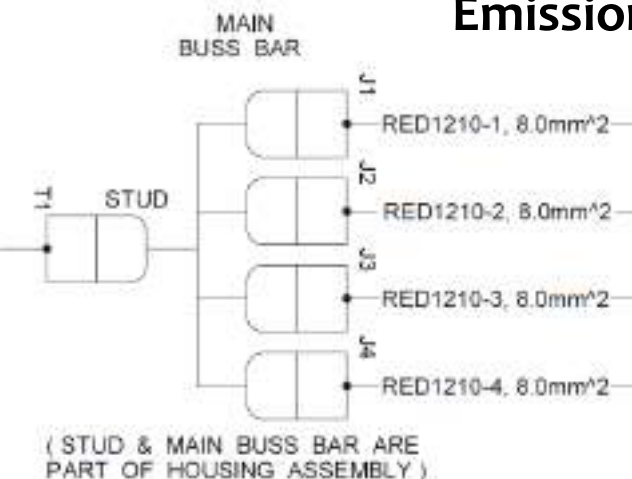 Emission
MAIN
BUSS BAR
J1
RED1210-1, 8.0mm^2
J2
T1
STUD
RED1210-2, 8.0mm^2
J3
RED1210-3, 8.0mm^2
J4
RED1210-4, 8.0mm^2
( STUD & MAIN BUSS BAR ARE
PART OF HOUSING ASSEMBLY )